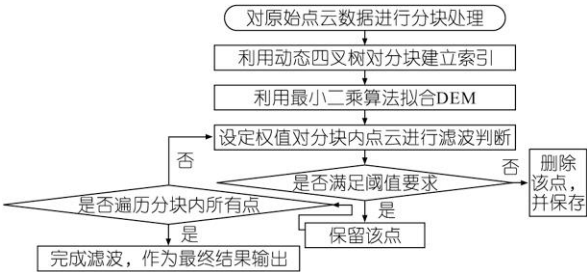 对原始点云数据进行分块处理
利用动态四叉树对分块建立索引
利用最小二乘算法拟合DEM
设定权值对分块内点云进行滤波判断
否
是否满足阈值要求
否
删除
该点，
并保存
是否遍历分块内所有点
是
保留该点
是
完成滤波，作为最终结果输出